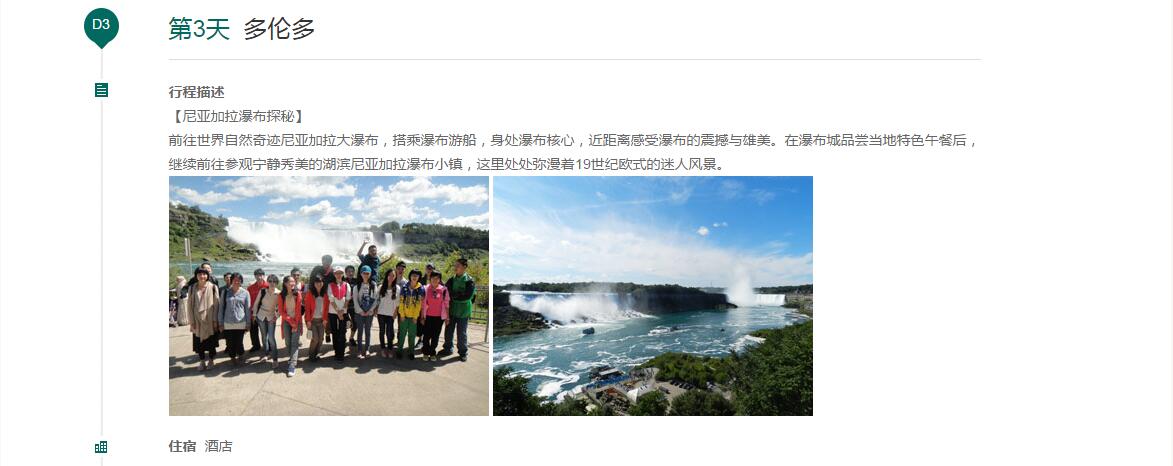 D3
第3天 多伦多
行程描述
【尼亚加拉瀑布探秘】
前往世界自然奇迹尼亚加拉大瀑布，搭乘瀑布游船，身处瀑布核心，近距离感受瀑布的震撼与雄美。在瀑布城品尝当地特色午餐后，
继续前往参观宁静秀美的湖滨尼亚加拉瀑布小镇，这里处处弥漫着19世纪欧式的迷人风景。
住宿 酒店